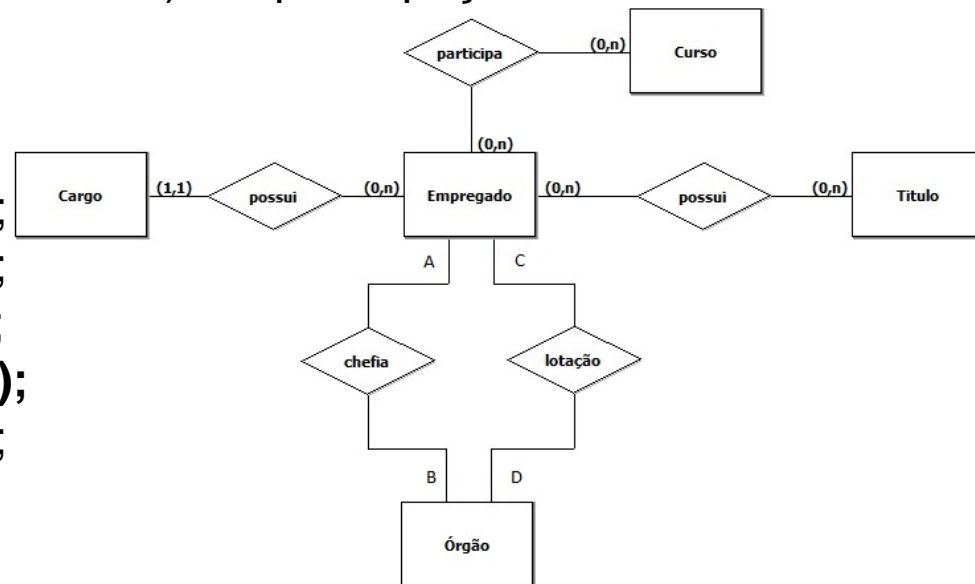 participa
(0,n)
Curso
(0,n)
Cargo
(1,1)
possui
(0,n)
Empregado
(0,n)
possui
(0,n)
Titulo
;
A
C
;
;
chefia
lotação
);
;
B
D
Órgão